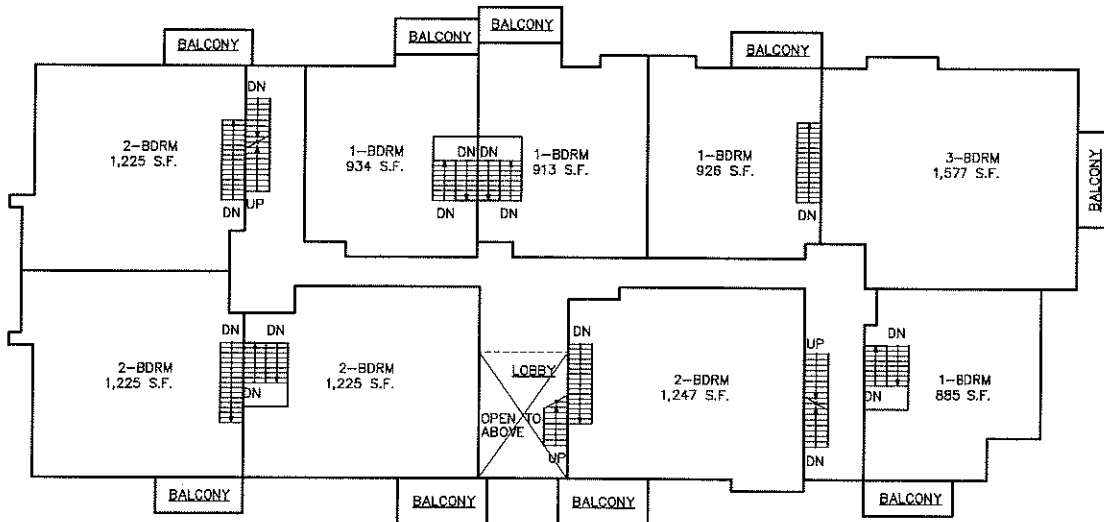 BALCONY
BALCONY
BALCONY
BALCONY
DN
2-BDRM
1,225 S.F.
DN
UP
1-BDRM
934 S.F.
DN DN
DN
DN
1-BDRM
913 S.F.
1-BDRM
926 S.F.
DN
3-BDRM
1,577 S.F.
BALCONY
DN
DN
2-BDRM
1,225 S.F.
DN
2-BDRM
1,225 S.F.
LOBBY
OPEN TO
ABOVE
DN
UP
2-BDRM
1,247 S.F.
UP
DN
DN
DN
1-BDRM
885 S.F.
BALCONY
BALCONY
BALCONY
BALCONY